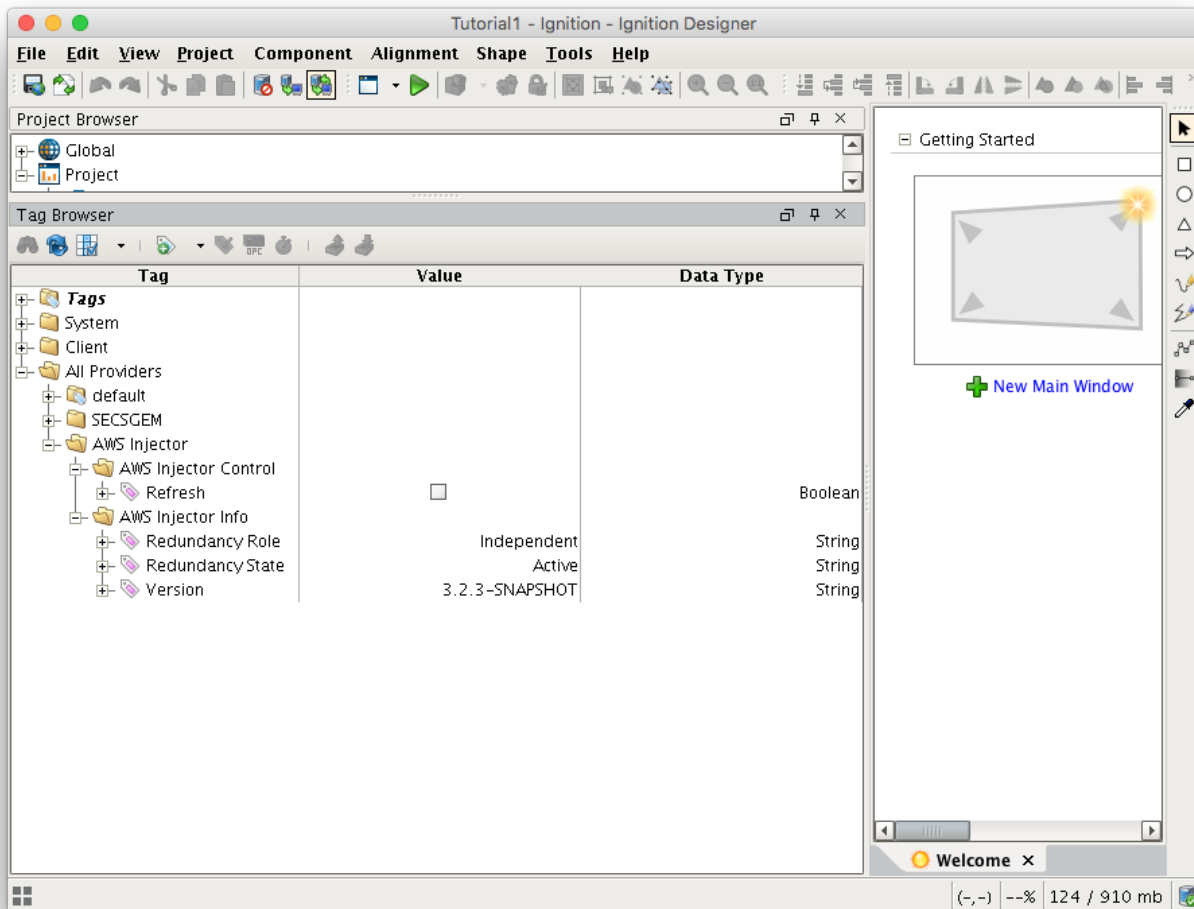 Tutorial1 - Ignition - Ignition Designer
File Edit View Project Component Alignment Shape Tools Help
Project Browser
Global
Project
Tag Browser
OPC
Tag Value Data Type
Tags
System
Client
All Providers
default
SECSGEM
AWS Injector
AWS Injector Control
Refresh Boolean
AWS Injector Info
Redundancy Role Independent String
Redundancy State Active String
Version 3.2.3-SNAPSHOT String
Getting Started
New Main Window
Welcome
(-,-) --% 124 / 910 mb